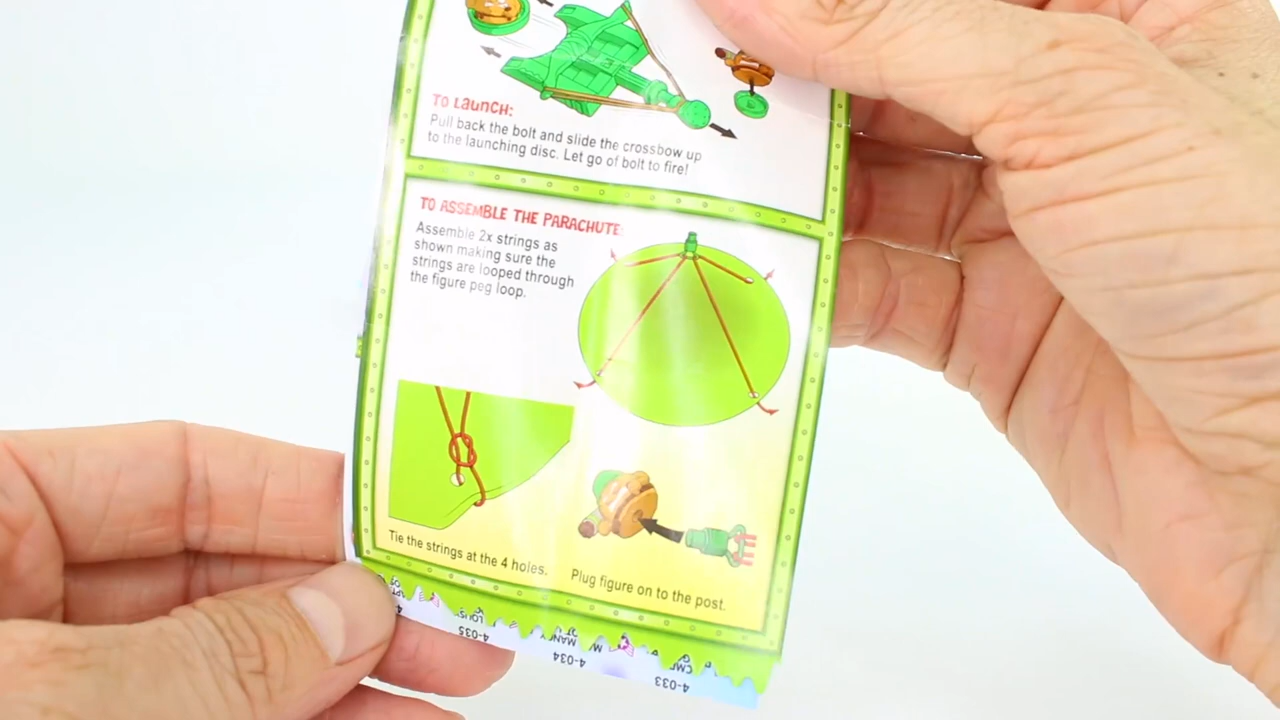 TO LAUNCH:
Pull back the bolt and slide the crossbow up
to the launching disc. Let go of bolt to fire!
TO ASSEMBLE THE PARACHUTE:
Assemble 2x strings as
shown making sure the
strings are looped through
the figure peg loop.
Tie the strings at the 4 holes.
Plug figure on to the post.
4-035
4-034
4-033